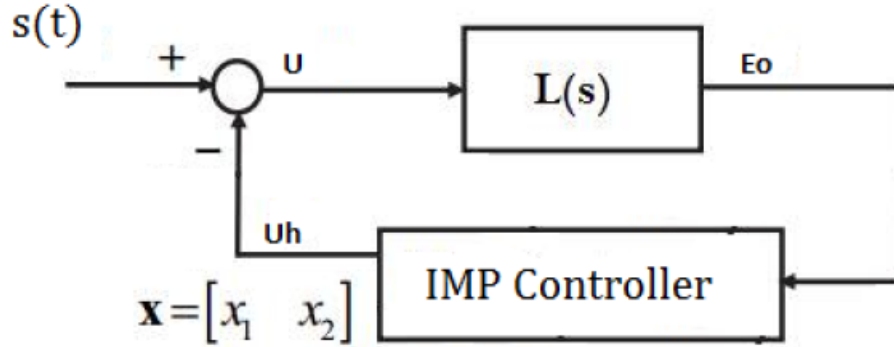 s(t)
+
U
L(s)
Eo
−
Uh
IMP Controller
x=[x₁ x₂]